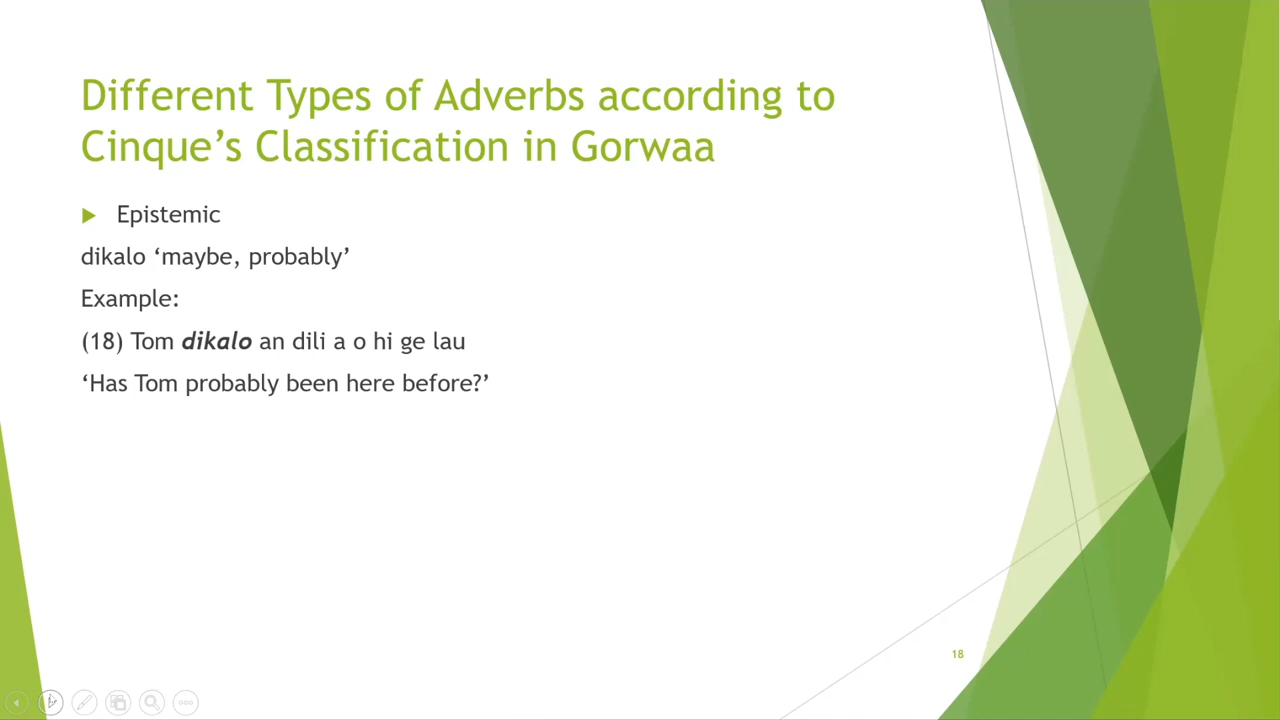 Different Types of Adverbs according to
Cinque’s Classification in Gorwaa
Epistemic
dikalo ‘maybe, probably’
Example:
(18) Tom dikalo an dili a o hi ge lau
‘Has Tom probably been here before?’
18